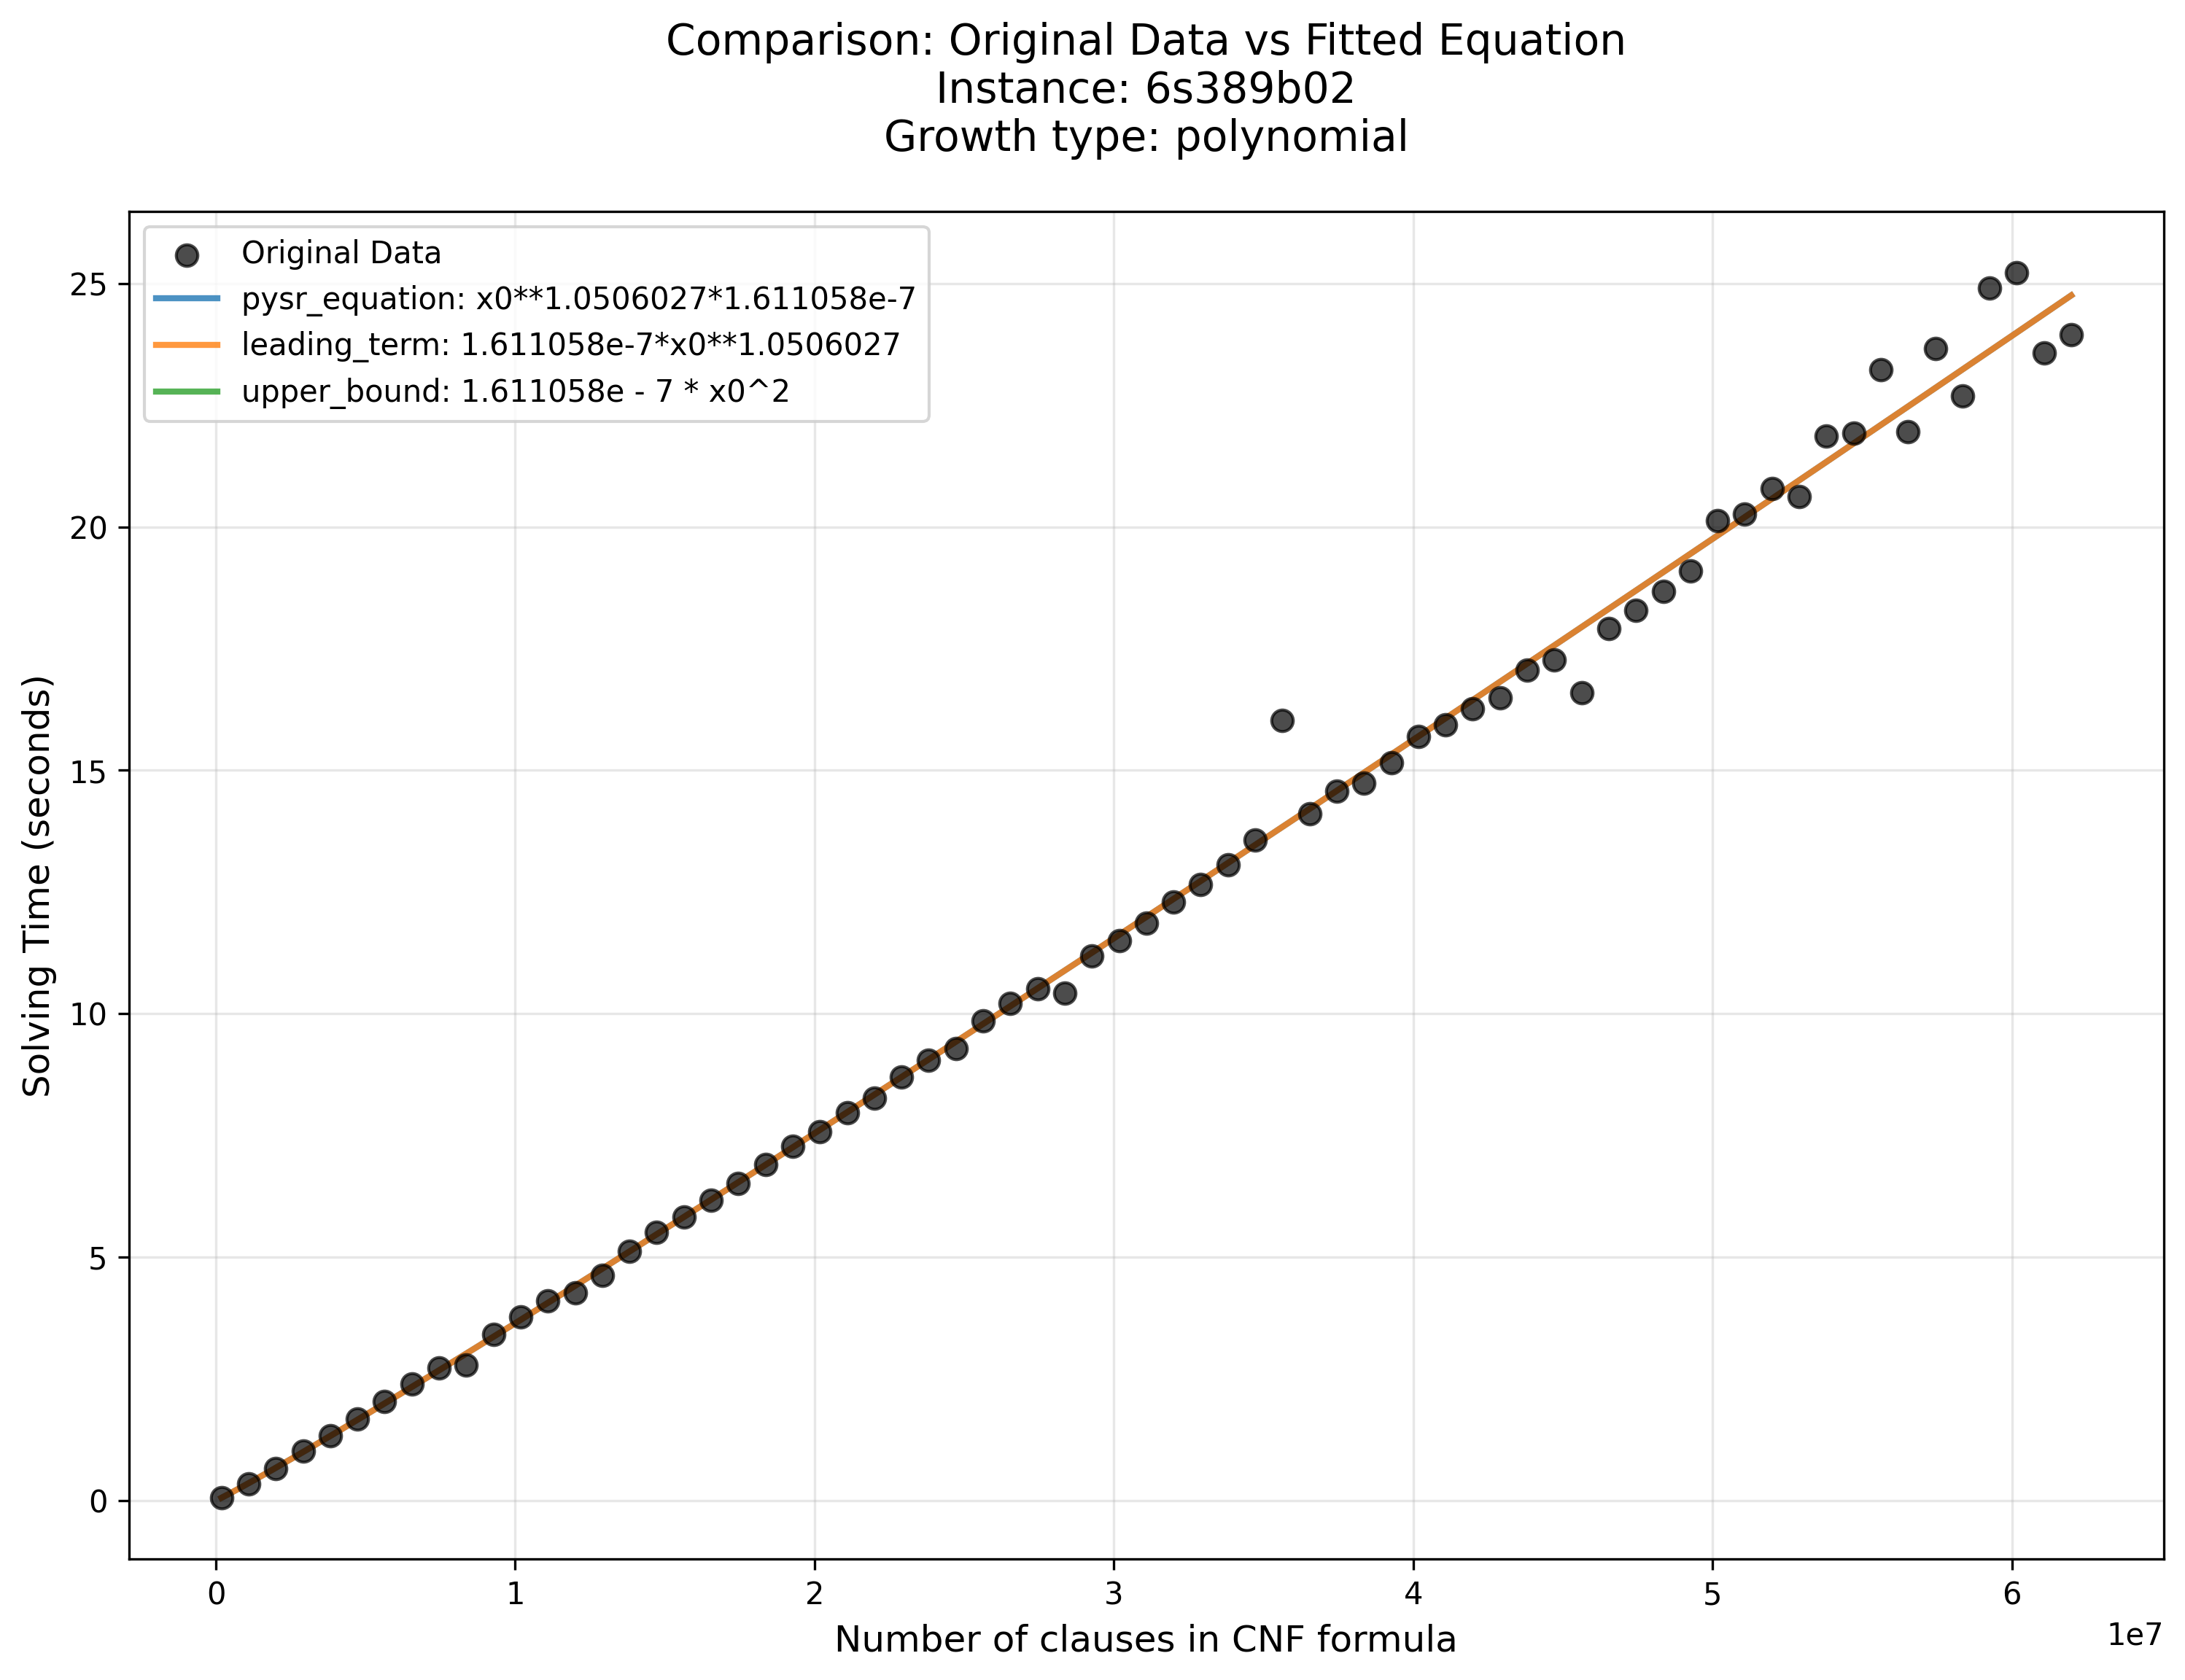 Comparison: Original Data vs Fitted Equation
Instance: 6s389b02
Growth type: polynomial
Original Data
pysr_equation: x0**1.0506027*1.611058e-7
leading_term: 1.611058e-7*x0**1.0506027
upper_bound: 1.611058e - 7 * x0^2
25
20
15
10
5
0
Solving Time (seconds)
0 1 2 3 4 5 6
1e7
Number of clauses in CNF formula